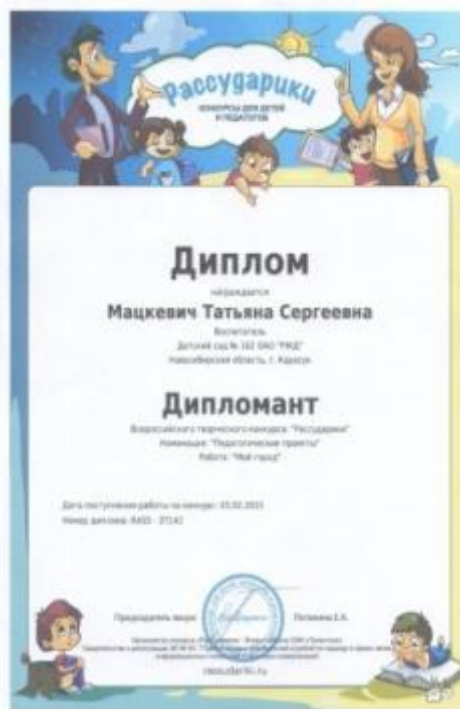 Рассударики
КОНКУРСЫ ДЛЯ ДЕТЕЙ
И ПЕДАГОГОВ
Диплом
награждается
Мацкевич Татьяна Сергеевна
Воспитатель
Детский сад № 162 ОАО "РЖД"
Новосибирская область, г. Карасук
Дипломант
Всероссийского творческого конкурса "Рассударики"
Номинация: "Педагогические проекты"
Работа: "Мой город"
Дата поступления работы на конкурс:
Номер диплома: RASS -
Председатель жюри
rassudariki.ru